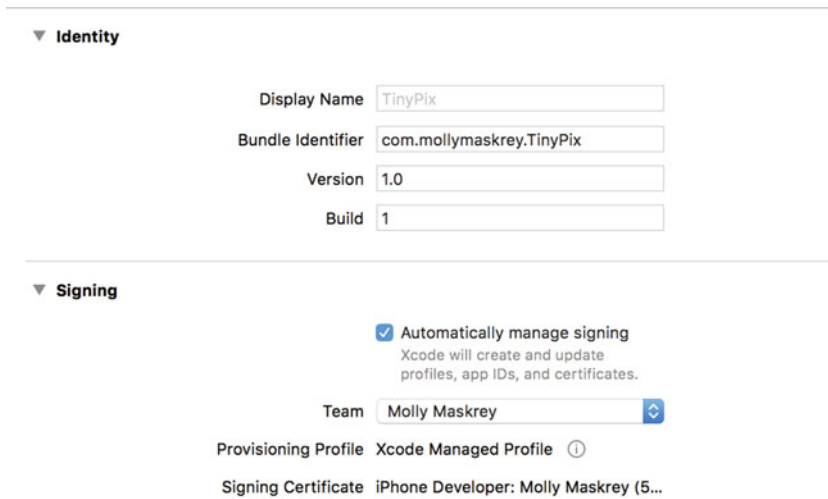 Identity
Display Name TinyPix
Bundle Identifier com.mollymaskrey.TinyPix
Version 1.0
Build 1
Signing
Automatically manage signing
Xcode will create and update
profiles, app IDs, and certificates.
Team Molly Maskrey
Provisioning Profile Xcode Managed Profile
Signing Certificate iPhone Developer: Molly Maskrey (5...